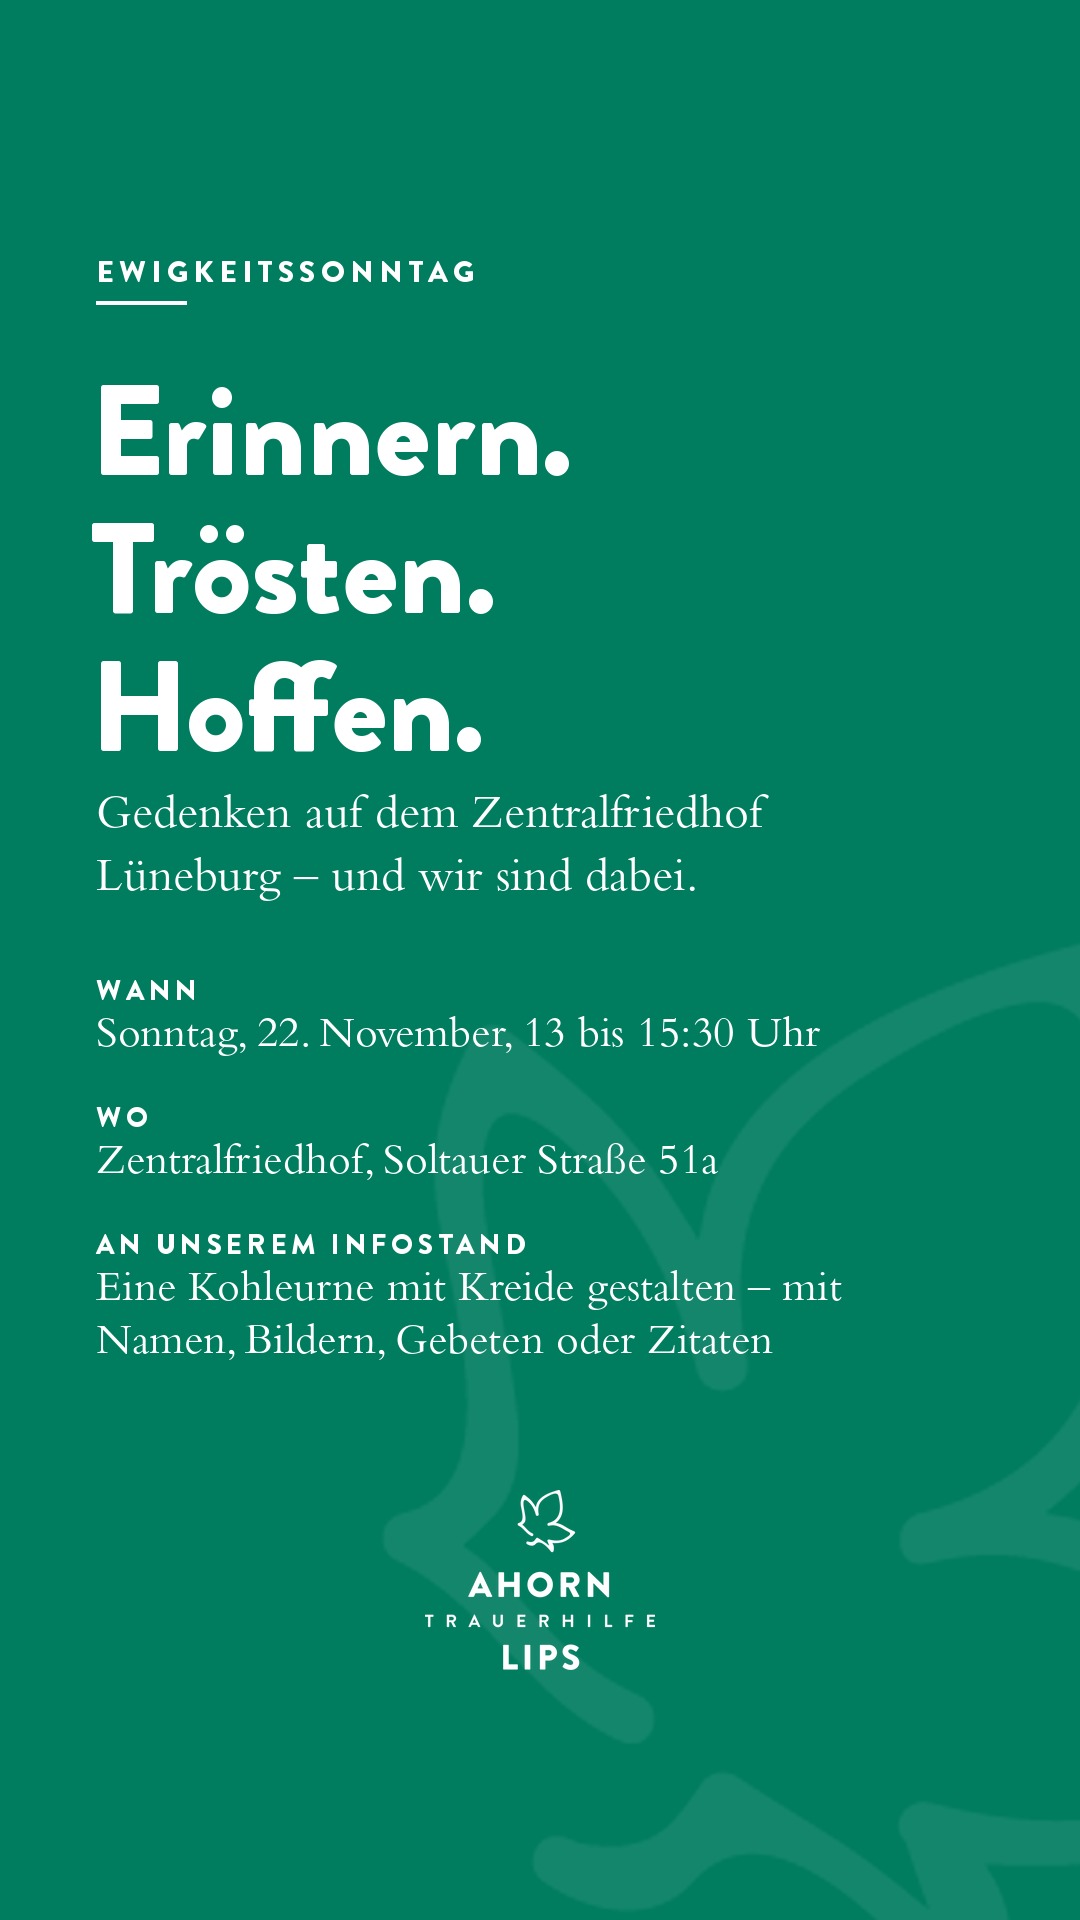 EWIGKEITSSONNTAG
Erinnern.
Trösten.
Hoffen.
Gedenken auf dem Zentralfriedhof
Lüneburg – und wir sind dabei.
WANN
Sonntag, 22. November, 13 bis 15:30 Uhr
WO
Zentralfriedhof, Soltauer Straße 51a
AN UNSEREM INFOSTAND
Eine Kohleurne mit Kreide gestalten – mit
Namen, Bildern, Gebeten oder Zitaten
AHORN
TRAUERHILFE
LIPS